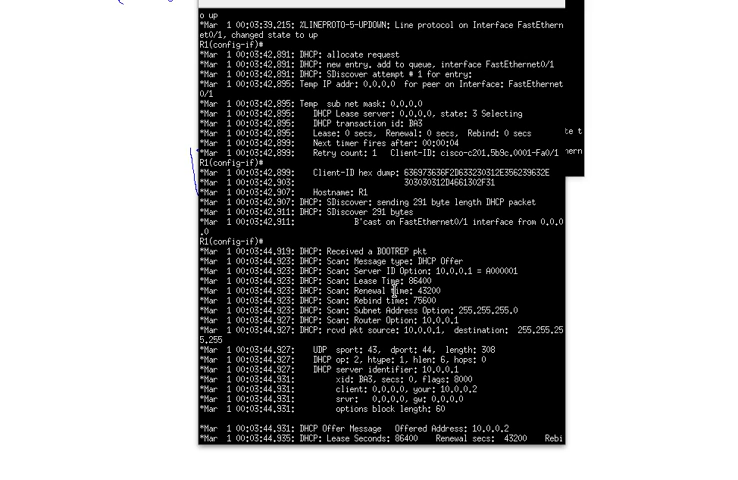 o up
*Mar  1 00:03:39.215: %LINEPROTO-5-UPDOWN: Line protocol on Interface FastEthern
et0/1, changed state to up
R1(config-if)#
*Mar  1 00:03:42.891: DHCP: allocate request
*Mar  1 00:03:42.891: DHCP: new entry. add to queue, interface FastEthernet0/1
*Mar  1 00:03:42.891: DHCP: SDiscover attempt # 1 for entry:
*Mar  1 00:03:42.895: Temp IP addr: 0.0.0.0  for peer on Interface: FastEthernet
0/1
*Mar  1 00:03:42.895: Temp  sub net mask: 0.0.0.0
*Mar  1 00:03:42.895:    DHCP Lease server: 0.0.0.0, state: 3 Selecting
*Mar  1 00:03:42.895:    DHCP transaction id: BA3
*Mar  1 00:03:42.895:    Lease: 0 secs,  Renewal: 0 secs,  Rebind: 0 secs
*Mar  1 00:03:42.899:    Next timer fires after: 00:00:04
*Mar  1 00:03:42.899:    Retry count: 1   Client-ID: cisco-c201.5b9c.0001-Fa0/1
R1(config-if)#
*Mar  1 00:03:42.899:    Client-ID hex dump: 636973636F2D633230312E356239632E
*Mar  1 00:03:42.903:                        303030312D4661302F31
*Mar  1 00:03:42.907:    Hostname: R1
*Mar  1 00:03:42.907: DHCP: SDiscover: sending 291 byte length DHCP packet
*Mar  1 00:03:42.911: DHCP: SDiscover 291 bytes
*Mar  1 00:03:42.911:             B'cast on FastEthernet0/1 interface from 0.0.0
.0
R1(config-if)#
*Mar  1 00:03:44.919: DHCP: Received a BOOTREP pkt
*Mar  1 00:03:44.923: DHCP: Scan: Message type: DHCP Offer
*Mar  1 00:03:44.923: DHCP: Scan: Server ID Option: 10.0.0.1 = A000001
*Mar  1 00:03:44.923: DHCP: Scan: Lease Time: 86400
*Mar  1 00:03:44.923: DHCP: Scan: Renewal time: 43200
*Mar  1 00:03:44.923: DHCP: Scan: Rebind time: 75600
*Mar  1 00:03:44.927: DHCP: Scan: Subnet Address Option: 255.255.255.0
*Mar  1 00:03:44.927: DHCP: Scan: Router Option: 10.0.0.1
*Mar  1 00:03:44.927: DHCP: rcvd pkt source: 10.0.0.1,  destination:  255.255.25
5.255
*Mar  1 00:03:44.927:    UDP  sport: 43,  dport: 44,  length: 308
*Mar  1 00:03:44.927:    DHCP op: 2, htype: 1, hlen: 6, hops: 0
*Mar  1 00:03:44.927:    DHCP server identifier: 10.0.0.1
*Mar  1 00:03:44.931:        xid: BA3, secs: 0, flags: 8000
*Mar  1 00:03:44.931:        client: 0.0.0.0, your: 10.0.0.2
*Mar  1 00:03:44.931:        srvr:   0.0.0.0, gw: 0.0.0.0
*Mar  1 00:03:44.931:        options block length: 60
*Mar  1 00:03:44.931: DHCP Offer Message   Offered Address: 10.0.0.2
*Mar  1 00:03:44.935: DHCP: Lease Seconds: 86400    Renewal secs:  43200    Rebi